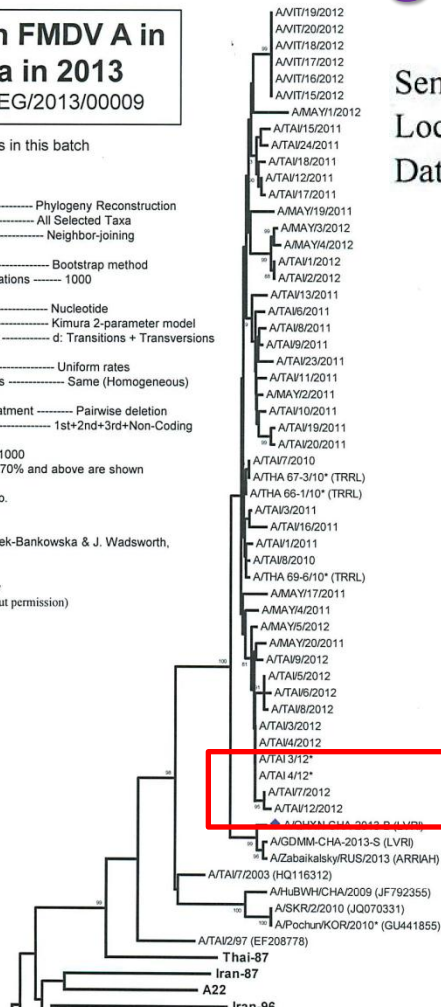 n FMDV A in
a in 2013
EG/2013/00009
s in this batch
Phylogeny Reconstruction
All Selected Taxa
Neighbor-joining
Bootstrap method
ations ------- 1000
Nucleotide
Kimura 2-parameter model
d: Transitions + Transversions
Uniform rates
s --------------- Same (Homogeneous)
atment --------- Pairwise deletion
1st+2nd+3rd+Non-Coding
1000
70% and above are shown
o.
ek-Bankowska & J. Wadsworth,
ut permission)
Sen
Loc
Dat
A/VIT/19/2012
A/VIT/20/2012
A/VIT/18/2012
A/VIT/17/2012
A/VIT/16/2012
A/VIT/15/2012
A/MAY/1/2012
A/TAI/15/2011
A/TAI/24/2011
A/TAI/18/2011
A/TAI/12/2011
A/TAI/17/2011
A/MAY/19/2011
A/MAY/3/2012
A/MAY/4/2012
A/TAI/1/2012
A/TAI/2/2012
A/TAI/13/2011
A/TAI/6/2011
A/TAI/8/2011
A/TAI/9/2011
A/TAI/23/2011
A/TAI/11/2011
A/MAY/2/2011
A/TAI/10/2011
A/TAI/19/2011
A/TAI/20/2011
A/TAI/7/2010
A/THA 67-3/10* (TRRL)
A/THA 66-1/10* (TRRL)
A/TAI/3/2011
A/TAI/16/2011
A/TAI/1/2011
A/TAI/8/2010
A/THA 69-6/10* (TRRL)
A/MAY/17/2011
A/MAY/4/2011
A/MAY/5/2012
A/MAY/20/2011
A/TAI/9/2012
A/TAI/5/2012
A/TAI/6/2012
A/TAI/8/2012
A/TAI/3/2012
A/TAI/4/2012
A/TAI 3/12*
A/TAI 4/12*
A/TAI/7/2012
A/TAI/12/2012
A/QHXN-CHA-2013-B (LVRI)
A/GDMM-CHA-2013-S (LVRI)
A/Zabaikalsky/RUS/2013 (ARRIAH)
A/TAI/7/2003 (HQ116312)
A/HuBWH/CHA/2009 (JF792355)
A/SKR/2/2010 (JQ070331)
A/Pochun/KOR/2010* (GU441855)
A/TAI/2/97 (EF208778)
Thai-87
Iran-87
A22
Iran-96